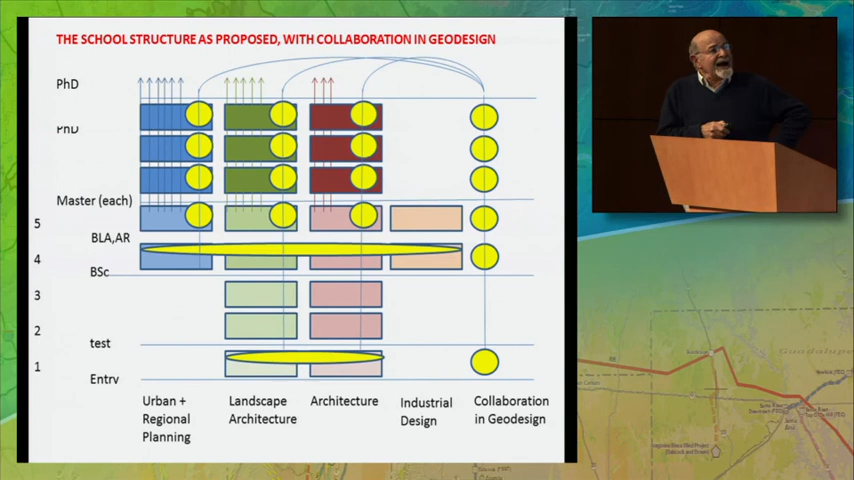 THE SCHOOL STRUCTURE AS PROPOSED, WITH COLLABORATION IN GEODESIGN
PhD
PhD
Master (each)
5
BLA,AR
4
BSc
3
2
test
1
Entry
Urban +
Regional
Planning
Landscape
Architecture
Architecture
Industrial
Design
Collaboration
in Geodesign